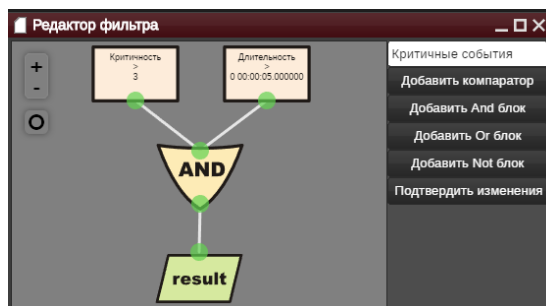 Редактор фильтра
Критичность
>
3
Длительность
>
0 00:00:05.000000
+
-
AND
result
Критичные события
Добавить компаратор
Добавить And блок
Добавить Or блок
Добавить Not блок
Подтвердить изменения